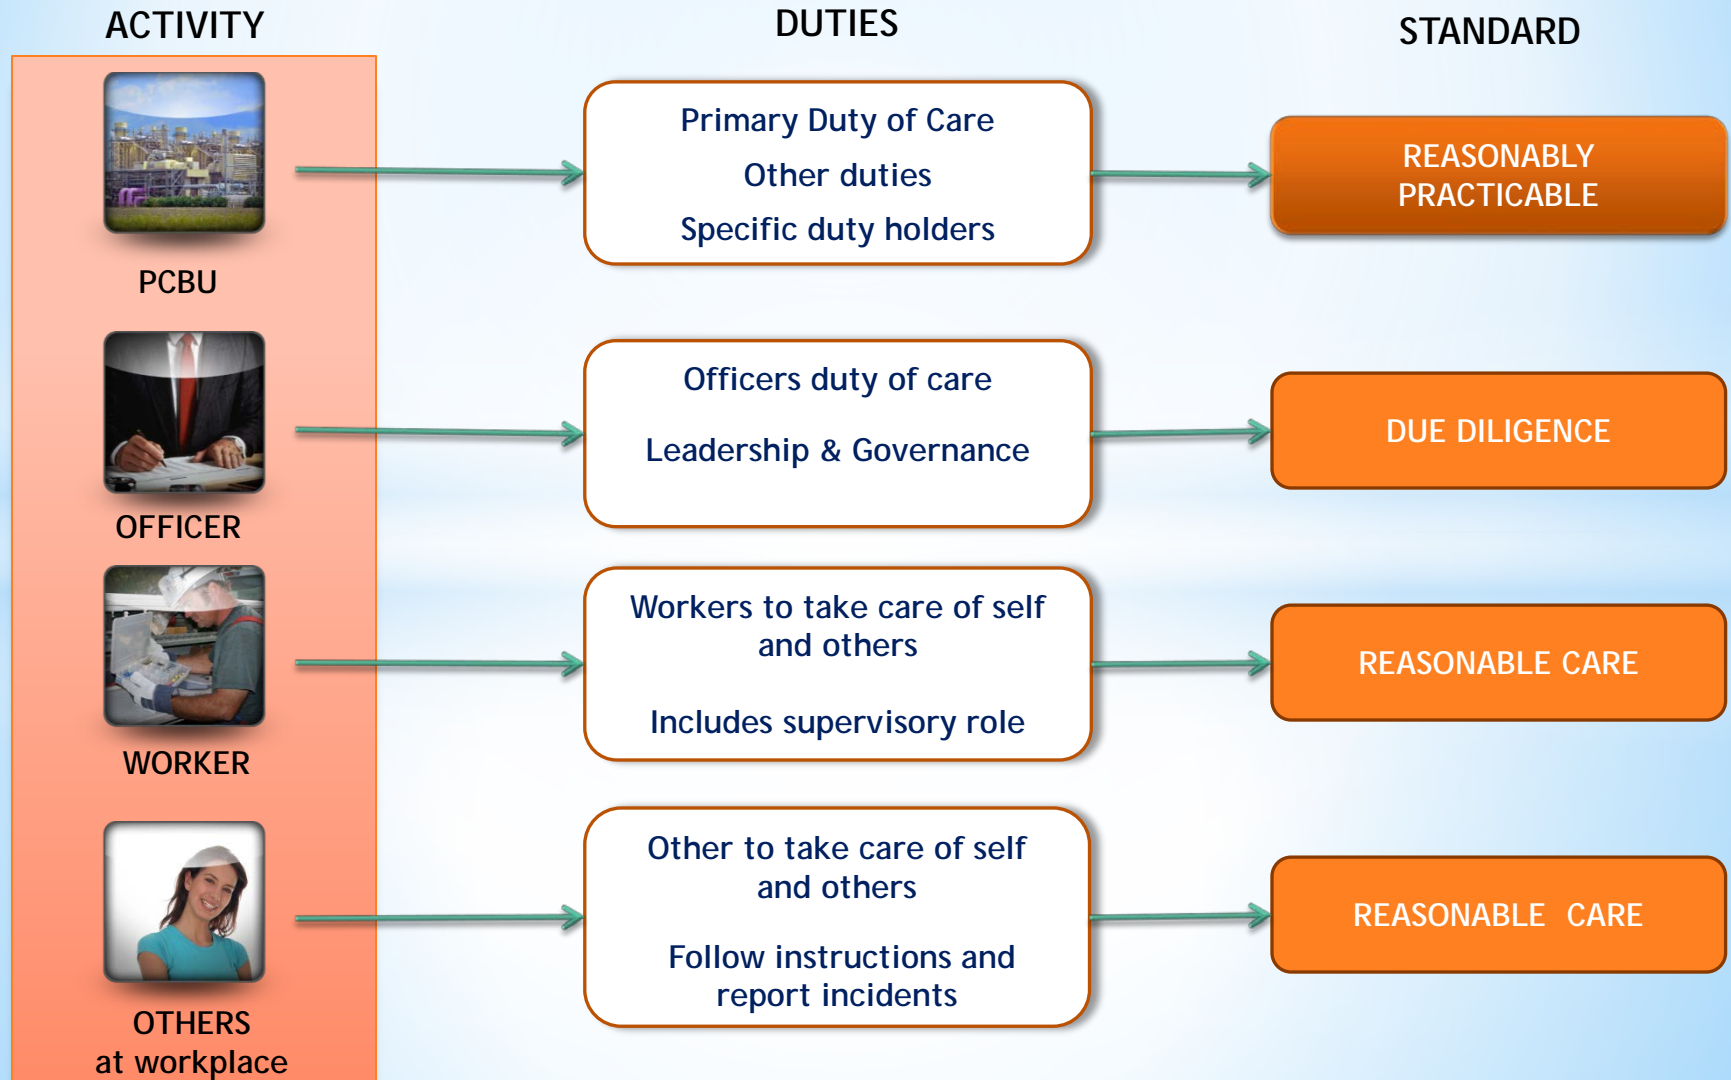 ACTIVITY
DUTIES
STANDARD
PCBU
Primary Duty of Care
Other duties
Specific duty holders
REASONABLY
PRACTICABLE
OFFICER
Officers duty of care
Leadership & Governance
DUE DILIGENCE
WORKER
Workers to take care of self
and others
Includes supervisory role
REASONABLE CARE
OTHERS
at workplace
Other to take care of self
and others
Follow instructions and
report incidents
REASONABLE CARE